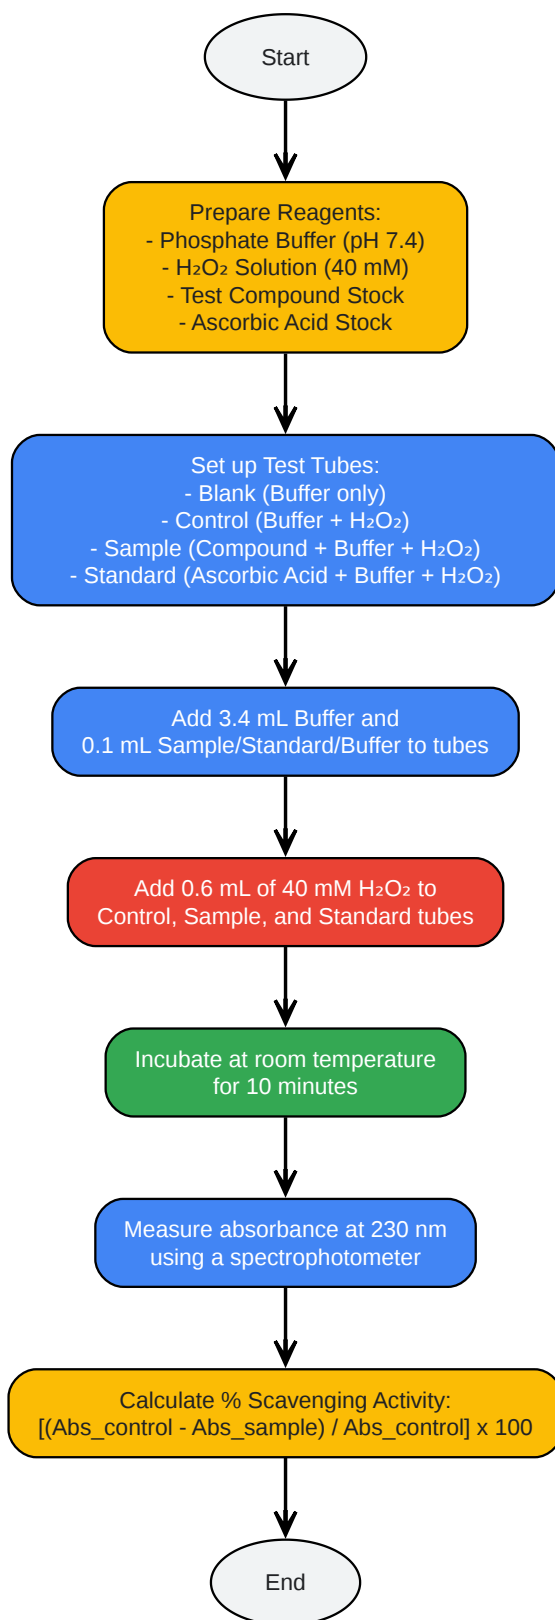 Start
Prepare Reagents:
- Phosphate Buffer (pH 7.4)
- H₂O₂ Solution (40 mM)
- Test Compound Stock
- Ascorbic Acid Stock
Set up Test Tubes:
- Blank (Buffer only)
- Control (Buffer + H₂O₂)
- Sample (Compound + Buffer + H₂O₂)
- Standard (Ascorbic Acid + Buffer + H₂O₂)
Add 3.4 mL Buffer and
0.1 mL Sample/Standard/Buffer to tubes
Add 0.6 mL of 40 mM H₂O₂ to
Control, Sample, and Standard tubes
Incubate at room temperature
for 10 minutes
Measure absorbance at 230 nm
using a spectrophotometer
Calculate % Scavenging Activity:
[(Abs_control - Abs_sample) / Abs_control] x 100
End